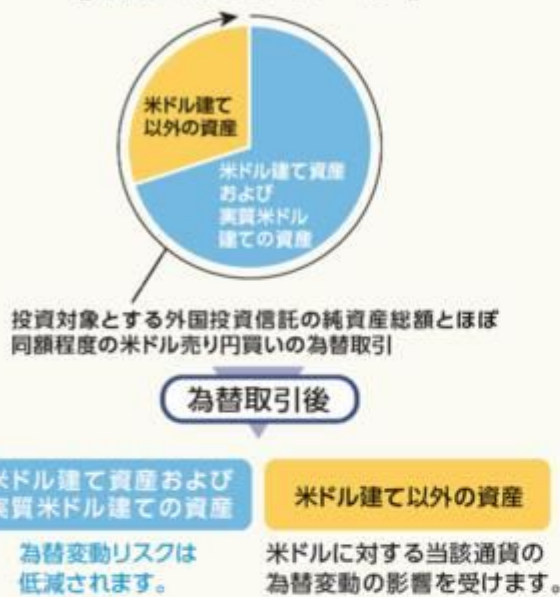 米ドル建て
以外の資産
米ドル建て資産
および
実質米ドル
建ての資産
投資対象とする外国投資信託の純資産総額とほぼ
同額程度の米ドル売り円買いの為替取引
為替取引後
米ドル建て資産および
実質米ドル建ての資産
米ドル建て以外の資産
為替変動リスクは
低減されます。
米ドルに対する当該通貨の
為替変動の影響を受けます。